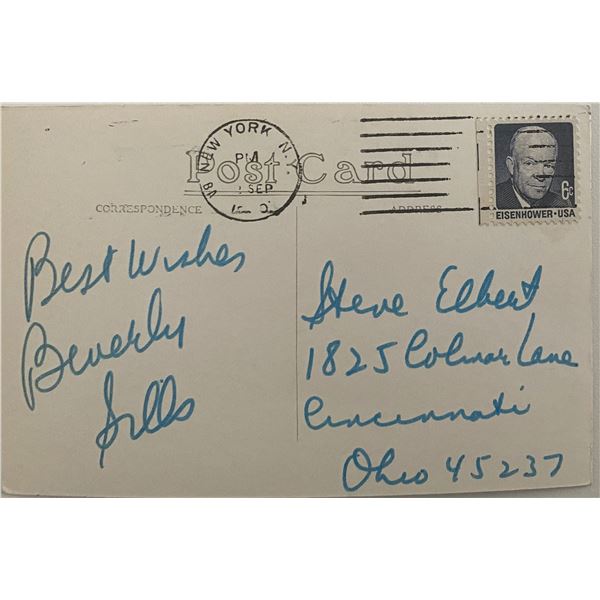 NEW YORK, N.Y.
PM
SEP
Post Card
CORRESPONDENCE
ADDRESS
6c
EISENHOWER·USA
Best Wishes
Beverly
Sills
Steve Elbert
1825 Colmar Lane
Cincinnati
Ohio 45237